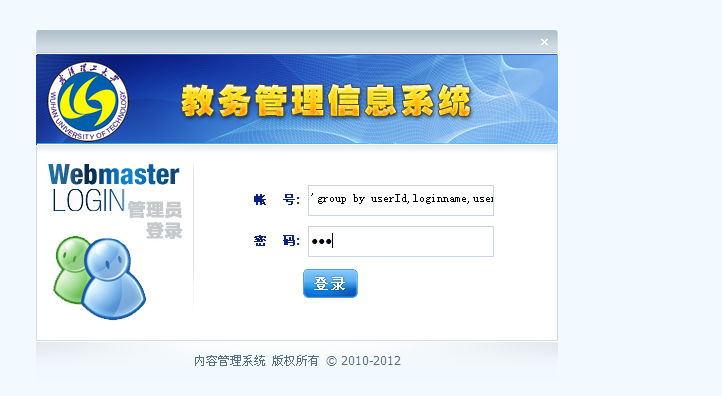 武汉理工大学
WUHAN UNIVERSITY OF TECHNOLOGY
教务管理信息系统
Webmaster
LOGIN 管理员
登录
帐 号: ' group by userId,loginname,user
密 码: •••
登 录
内容管理系统 版权所有 © 2010-2012